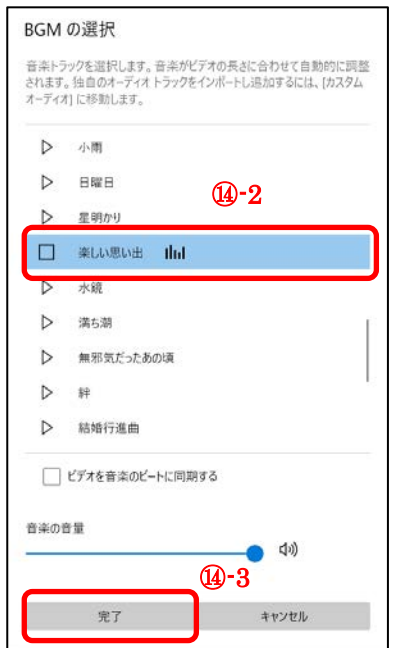 BGM の選択
音楽トラックを選択します。音楽がビデオの長さに合わせて自動的に調整
されます。独自のオーディオ トラックをインポートし追加するには、[カスタム
オーディオ] に移動します。
小雨
日曜日
⑭-2
星明かり
楽しい思い出
水鏡
満ち潮
無邪気だったあの頃
絆
結婚行進曲
ビデオを音楽のビートに同期する
音楽の音量
⑭-3
完了
キャンセル